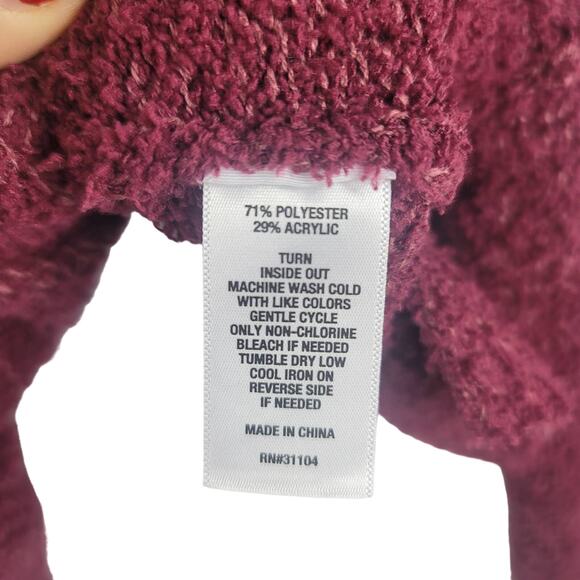 71% POLYESTER
29% ACRYLIC
TURN
INSIDE OUT
MACHINE WASH COLD
WITH LIKE COLORS
GENTLE CYCLE
ONLY NON-CHLORINE
BLEACH IF NEEDED
TUMBLE DRY LOW
COOL IRON ON
REVERSE SIDE
IF NEEDED
MADE IN CHINA
RN#31104